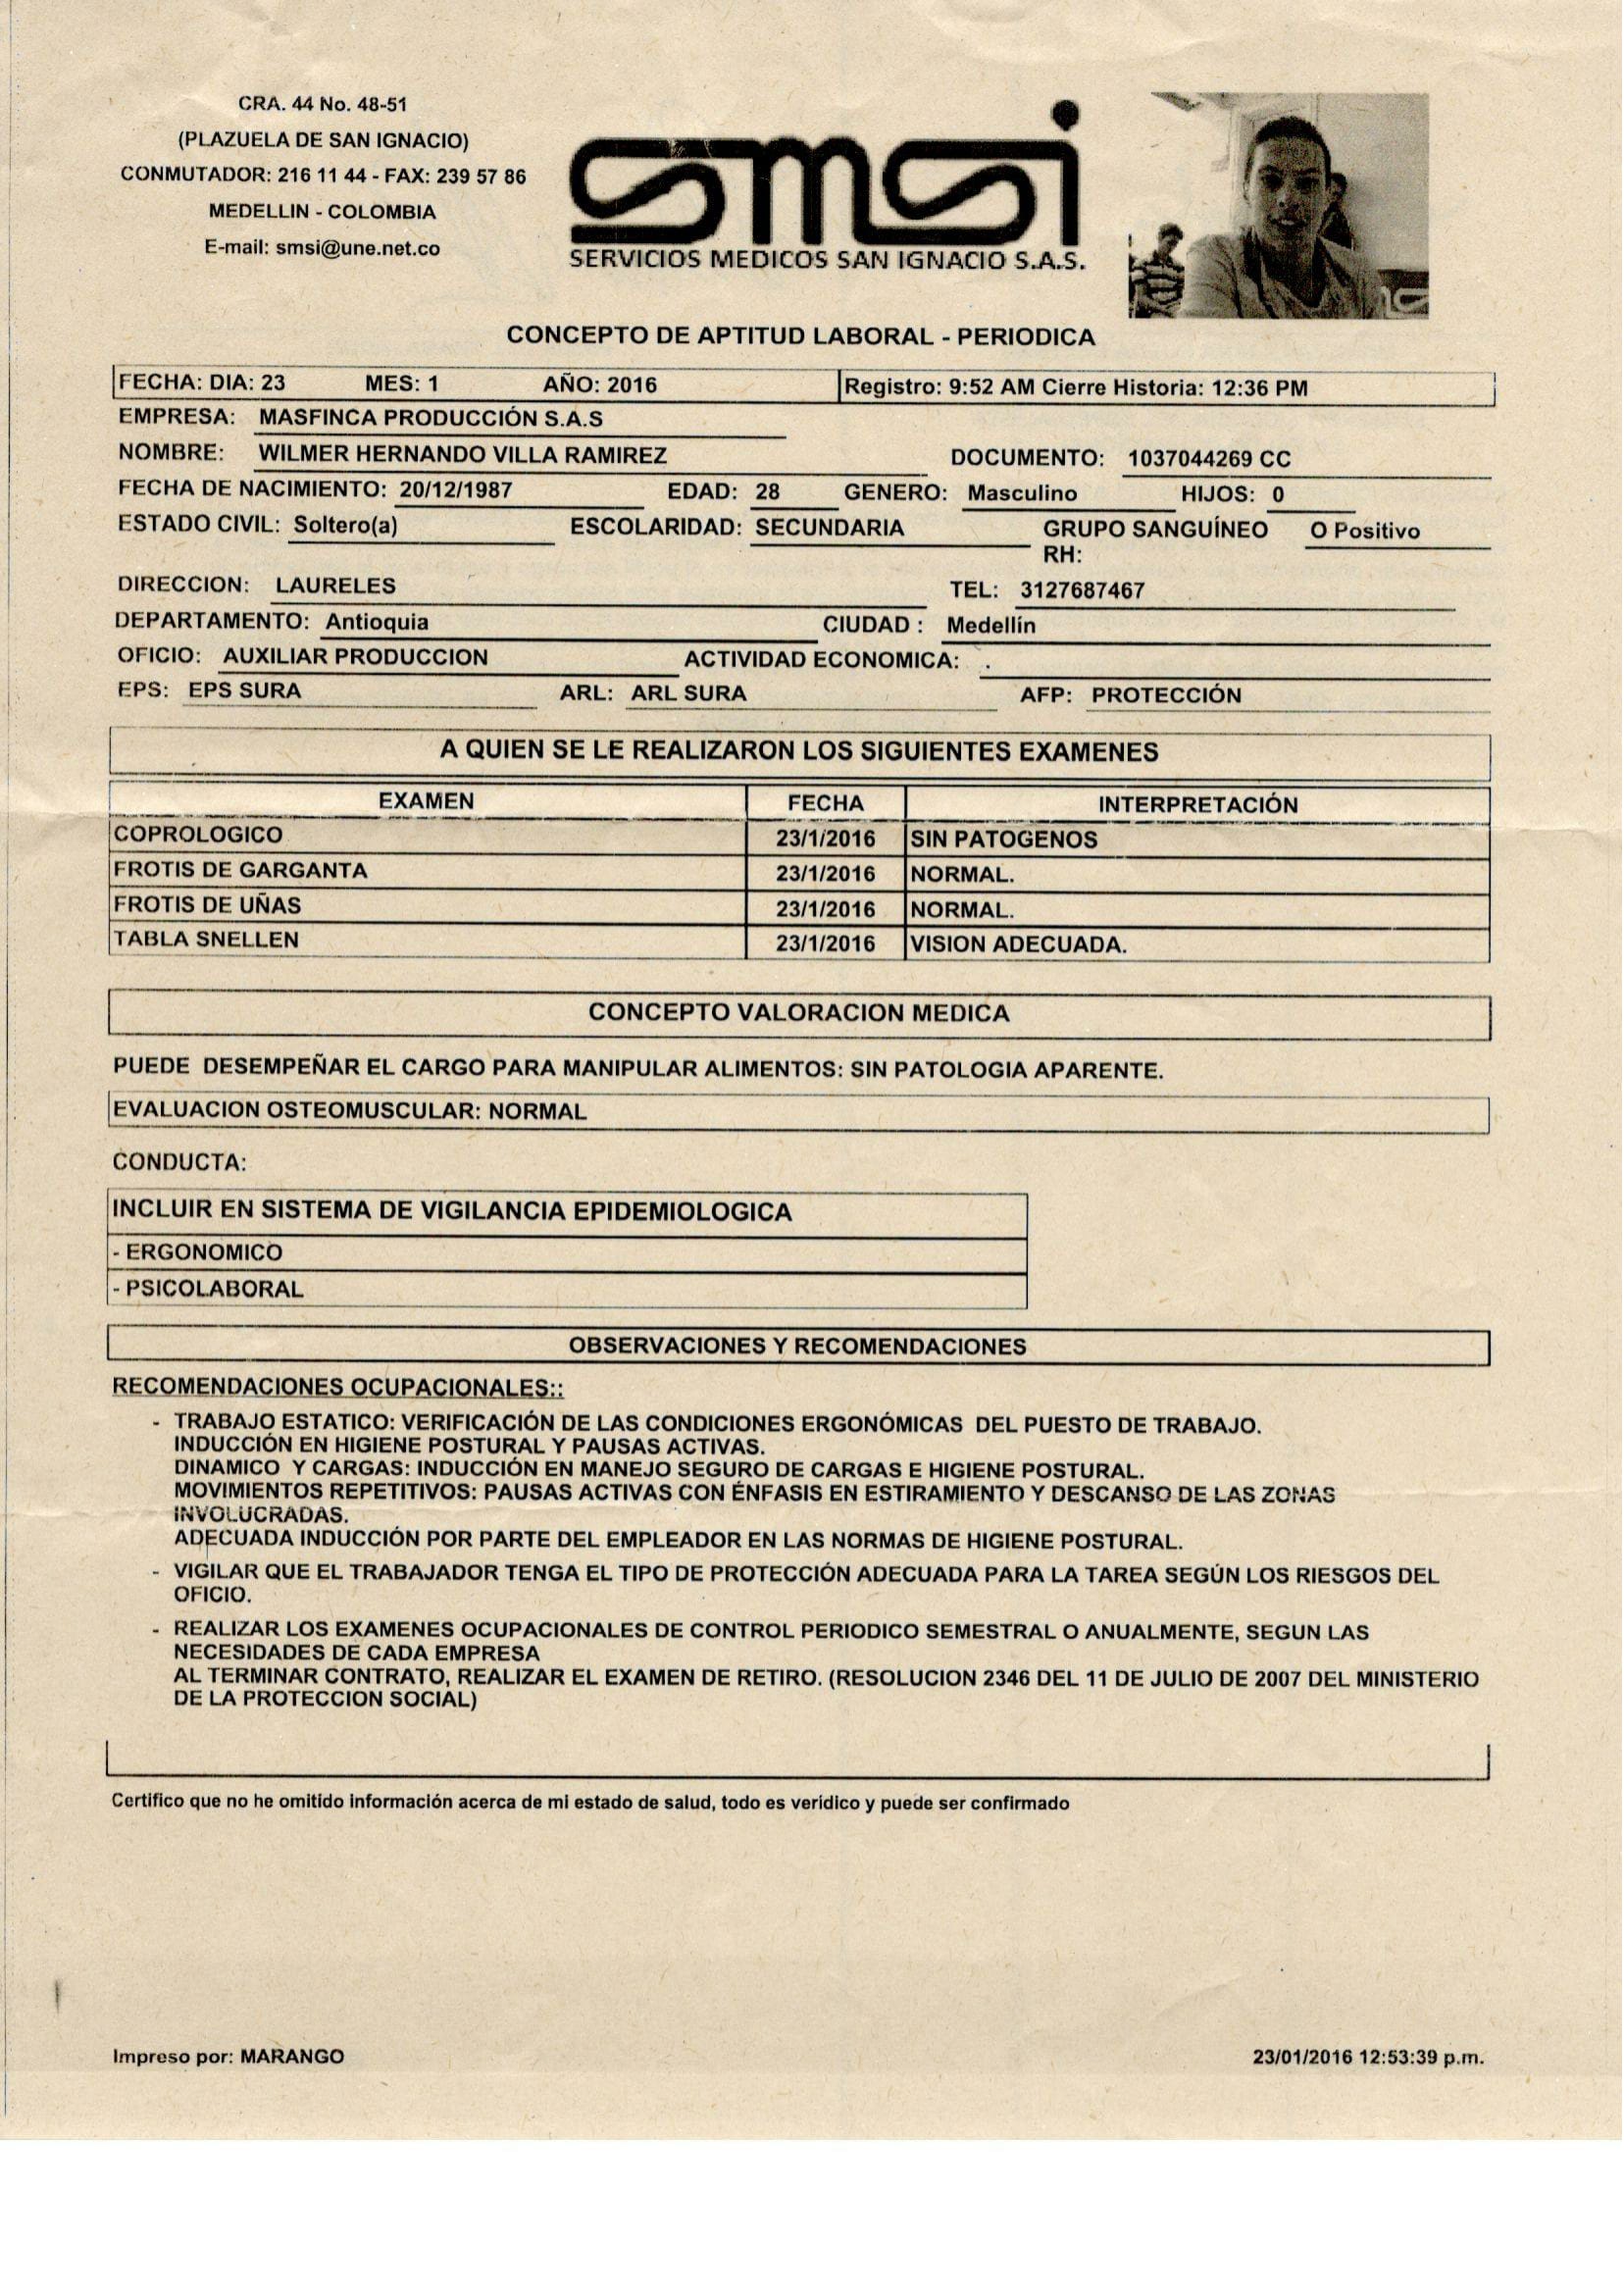 CRA. 44 No. 48-51
(PLAZUELA DE SAN IGNACIO)
CONMUTADOR: 216 11 44 - FAX: 239 57 86
MEDELLIN - COLOMBIA
E-mail: smsi@une.net.co
smsi
SERVICIOS MEDICOS SAN IGNACIO S.A.S.
CONCEPTO DE APTITUD LABORAL - PERIODICA
FECHA: DIA: 23 MES: 1 AÑO: 2016 Registro: 9:52 AM Cierre Historia: 12:36 PM
EMPRESA: MASFINCA PRODUCCIÓN S.A.S
NOMBRE: WILMER HERNANDO VILLA RAMIREZ DOCUMENTO: 1037044269 CC
FECHA DE NACIMIENTO: 20/12/1987 EDAD: 28 GENERO: Masculino HIJOS: 0
ESTADO CIVIL: Soltero(a) ESCOLARIDAD: SECUNDARIA GRUPO SANGUÍNEO O Positivo
RH:
DIRECCION: LAURELES TEL: 3127687467
DEPARTAMENTO: Antioquia CIUDAD : Medellín
OFICIO: AUXILIAR PRODUCCION ACTIVIDAD ECONOMICA: .
EPS: EPS SURA ARL: ARL SURA AFP: PROTECCIÓN
A QUIEN SE LE REALIZARON LOS SIGUIENTES EXAMENES
EXAMEN FECHA INTERPRETACIÓN
COPROLOGICO 23/1/2016 SIN PATOGENOS
FROTIS DE GARGANTA 23/1/2016 NORMAL.
FROTIS DE UÑAS 23/1/2016 NORMAL.
TABLA SNELLEN 23/1/2016 VISION ADECUADA.
CONCEPTO VALORACION MEDICA
PUEDE DESEMPEÑAR EL CARGO PARA MANIPULAR ALIMENTOS: SIN PATOLOGIA APARENTE.
EVALUACION OSTEOMUSCULAR: NORMAL
CONDUCTA:
INCLUIR EN SISTEMA DE VIGILANCIA EPIDEMIOLOGICA
- ERGONOMICO
- PSICOLABORAL
OBSERVACIONES Y RECOMENDACIONES
RECOMENDACIONES OCUPACIONALES::
- TRABAJO ESTATICO: VERIFICACIÓN DE LAS CONDICIONES ERGONÓMICAS DEL PUESTO DE TRABAJO.
INDUCCIÓN EN HIGIENE POSTURAL Y PAUSAS ACTIVAS.
DINAMICO Y CARGAS: INDUCCIÓN EN MANEJO SEGURO DE CARGAS E HIGIENE POSTURAL.
MOVIMIENTOS REPETITIVOS: PAUSAS ACTIVAS CON ÉNFASIS EN ESTIRAMIENTO Y DESCANSO DE LAS ZONAS
INVOLUCRADAS.
ADECUADA INDUCCIÓN POR PARTE DEL EMPLEADOR EN LAS NORMAS DE HIGIENE POSTURAL.
- VIGILAR QUE EL TRABAJADOR TENGA EL TIPO DE PROTECCIÓN ADECUADA PARA LA TAREA SEGÚN LOS RIESGOS DEL
OFICIO.
- REALIZAR LOS EXAMENES OCUPACIONALES DE CONTROL PERIODICO SEMESTRAL O ANUALMENTE, SEGUN LAS
NECESIDADES DE CADA EMPRESA
AL TERMINAR CONTRATO, REALIZAR EL EXAMEN DE RETIRO. (RESOLUCION 2346 DEL 11 DE JULIO DE 2007 DEL MINISTERIO
DE LA PROTECCION SOCIAL)
Certifico que no he omitido información acerca de mi estado de salud, todo es verídico y puede ser confirmado
Impreso por: MARANGO 23/01/2016 12:53:39 p.m.